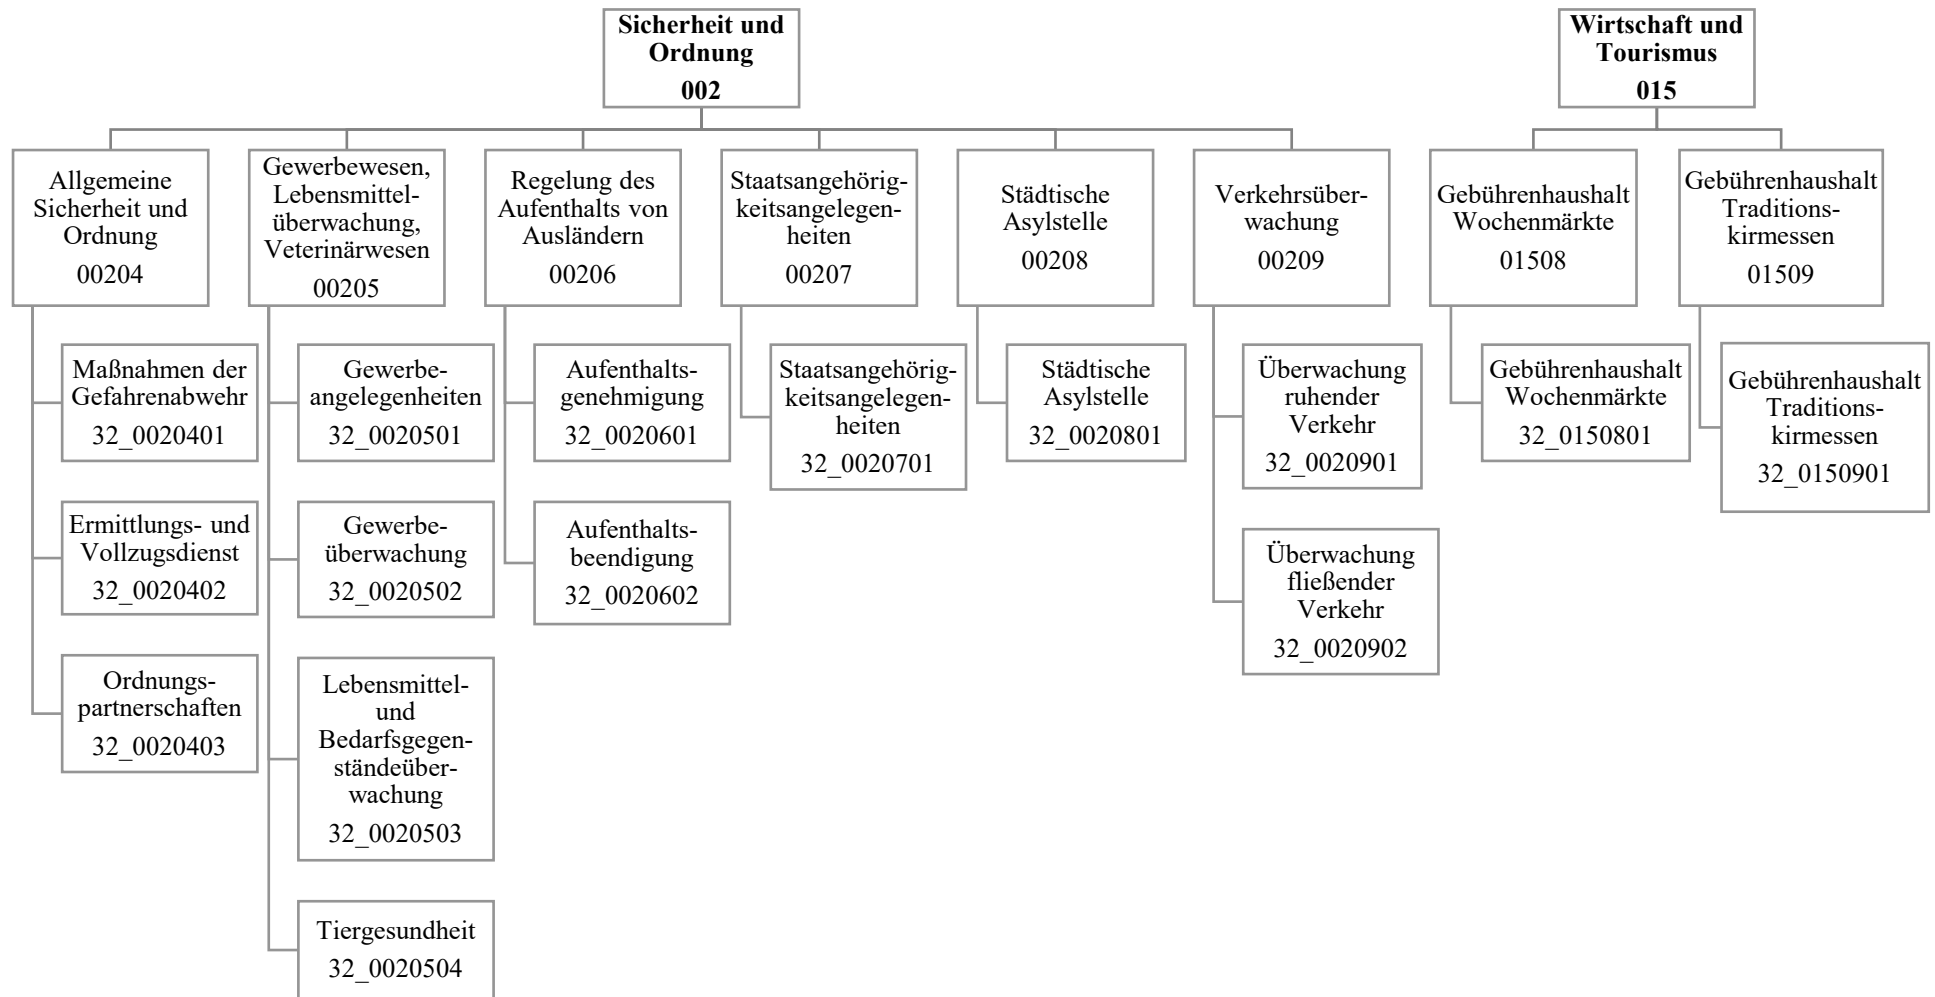 Sicherheit und
Ordnung
002
Wirtschaft und
Tourismus
015
Allgemeine
Sicherheit und
Ordnung
00204
Gewerbewesen,
Lebensmittel-
überwachung,
Veterinärwesen
00205
Regelung des
Aufenthalts von
Ausländern
00206
Staatsangehörig-
keitsangelegen-
heiten
00207
Städtische
Asylstelle
00208
Verkehrsüber-
wachung
00209
Gebührenhaushalt
Wochenmärkte
01508
Gebührenhaushalt
Traditions-
kirmessen
01509
Maßnahmen der
Gefahrenabwehr
32_0020401
Ermittlungs- und
Vollzugsdienst
32_0020402
Ordnungs-
partnerschaften
32_0020403
Gewerbe-
angelegenheiten
32_0020501
Gewerbe-
überwachung
32_0020502
Lebensmittel-
und
Bedarfsgegen-
ständeüber-
wachung
32_0020503
Tiergesundheit
32_0020504
Aufenthalts-
genehmigung
32_0020601
Aufenthalts-
beendigung
32_0020602
Staatsangehörig-
keitsangelegen-
heiten
32_0020701
Städtische
Asylstelle
32_0020801
Überwachung
ruhender
Verkehr
32_0020901
Überwachung
fließender
Verkehr
32_0020902
Gebührenhaushalt
Wochenmärkte
32_0150801
Gebührenhaushalt
Traditions-
kirmessen
32_0150901